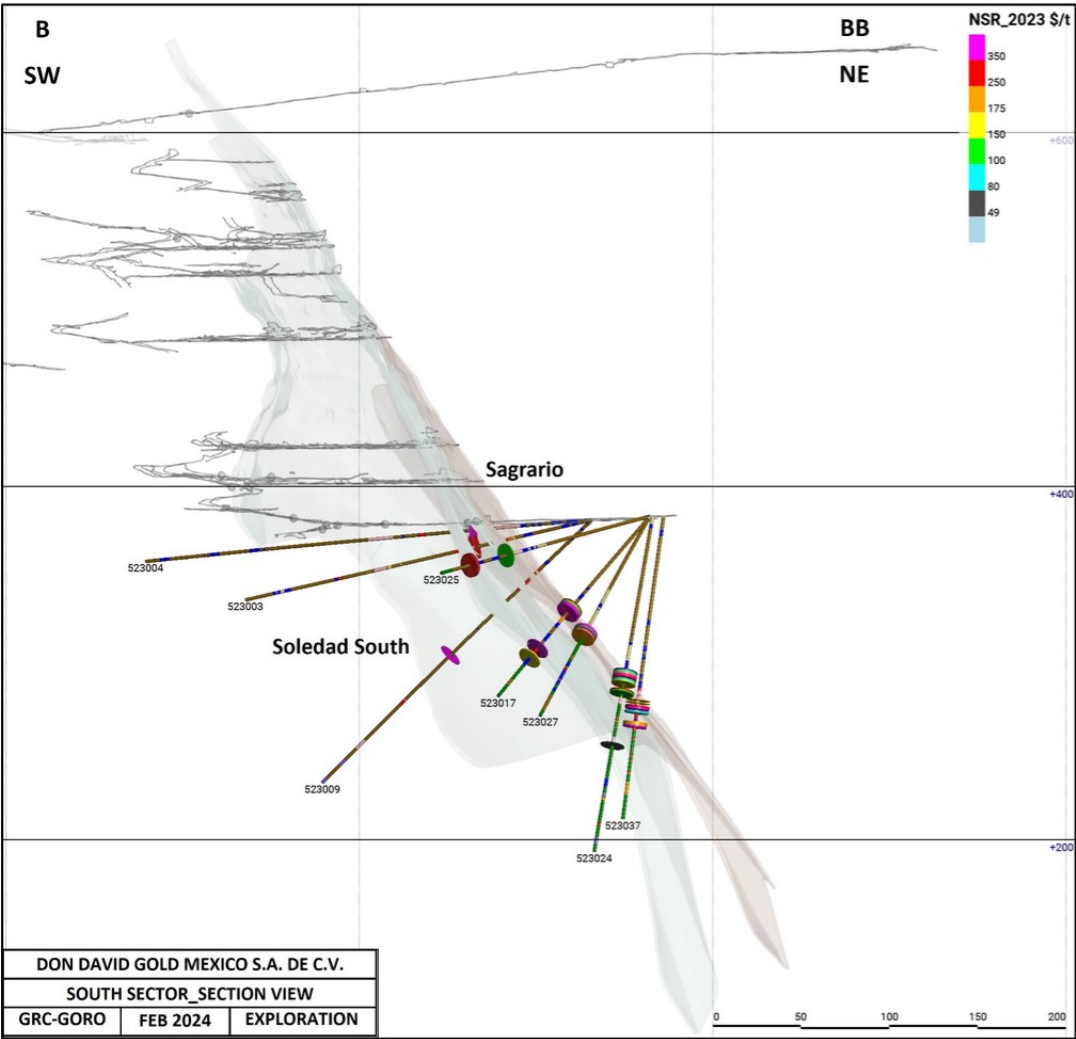 B
BB
NSR_2023 $/t
SW
NE
350
250
175
150
100
80
49
+600
Sagrario
+400
523004
523025
523003
Soledad South
523017
523027
523009
523037
523024
+200
DON DAVID GOLD MEXICO S.A. DE C.V.
SOUTH SECTOR_SECTION VIEW
GRC-GORO FEB 2024 EXPLORATION
0 50 100 150 200